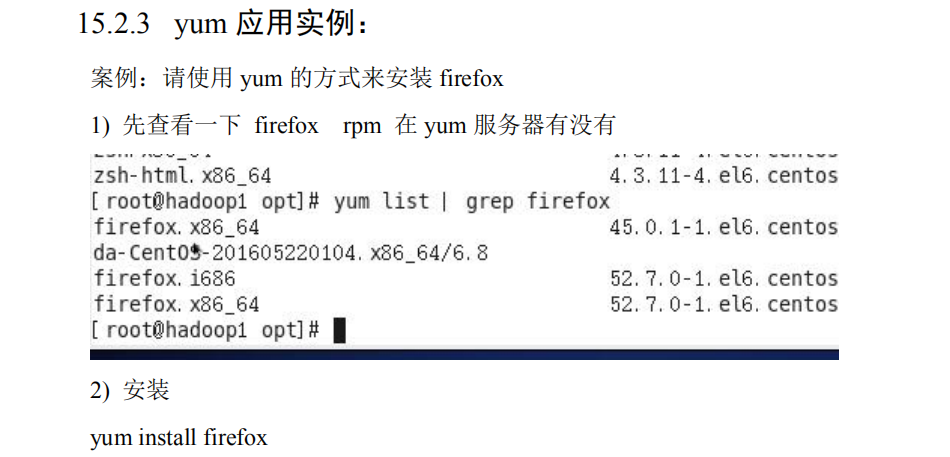 15.2.3 yum 应用实例：
案例：请使用 yum 的方式来安装 firefox
1) 先查看一下 firefox rpm 在 yum 服务器有没有
zsh-html.x86_64 4.3.11-4.el6.centos
[root@hadoop1 opt]# yum list | grep firefox
firefox.x86_64 45.0.1-1.el6.centos
da-CentOS-201605220104.x86_64/6.8
firefox.i686 52.7.0-1.el6.centos
firefox.x86_64 52.7.0-1.el6.centos
[root@hadoop1 opt]#
2) 安装
yum install firefox